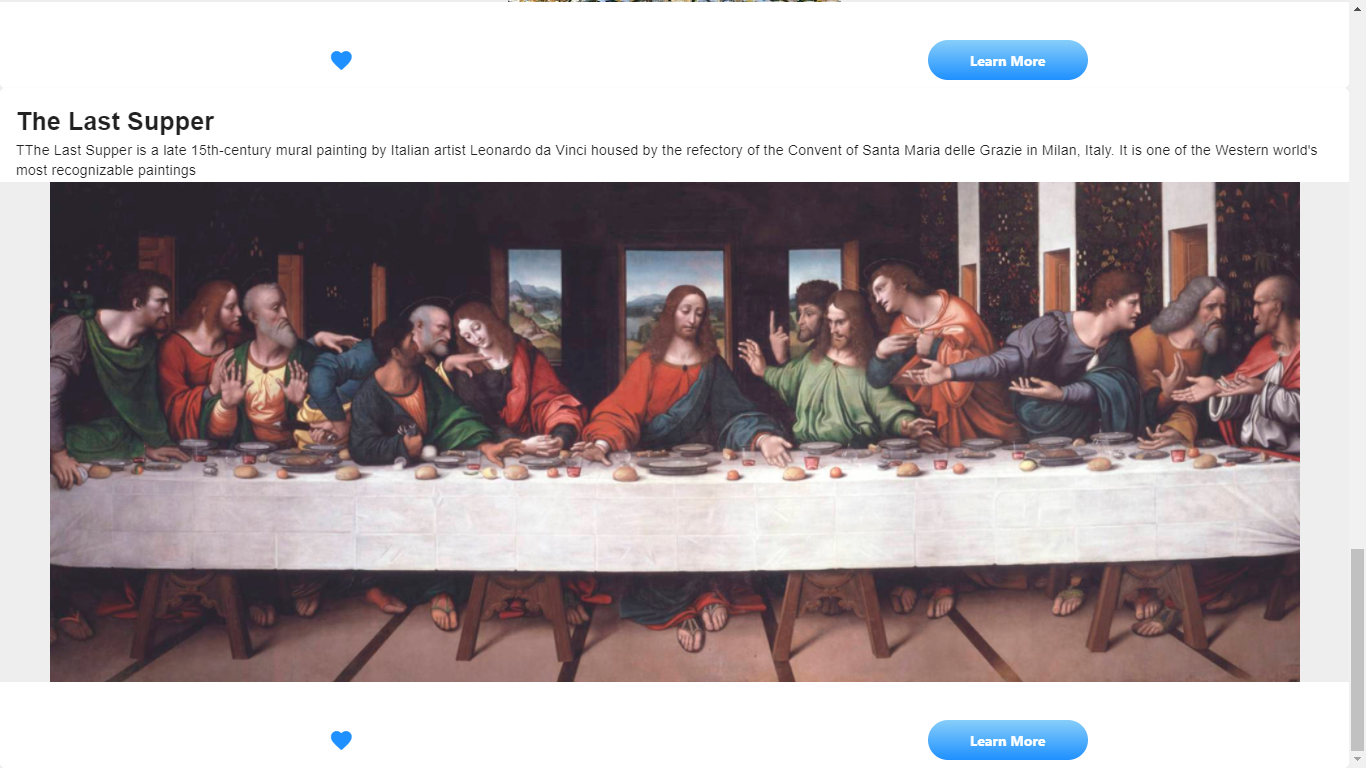 Learn More
The Last Supper
TThe Last Supper is a late 15th-century mural painting by Italian artist Leonardo da Vinci housed by the refectory of the Convent of Santa Maria delle Grazie in Milan, Italy. It is one of the Western world's
most recognizable paintings
Learn More